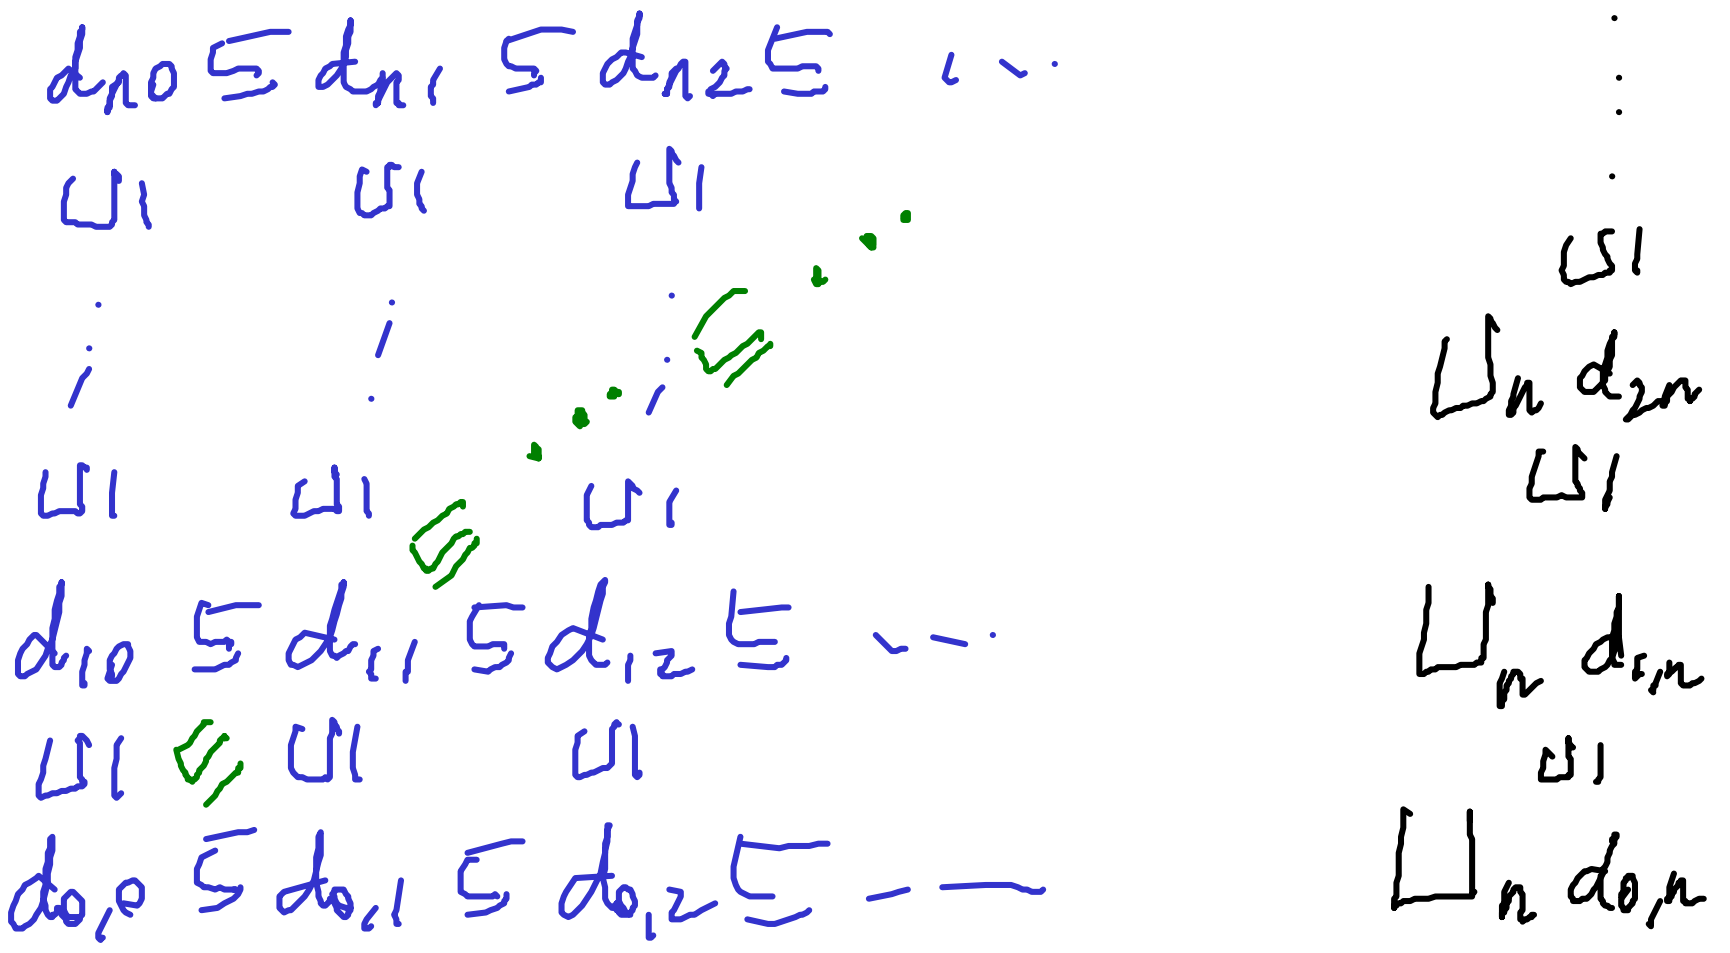 d_{n0} ⊑ d_{n1} ⊑ d_{n2} ⊑ ...
⊔| ⊔| ⊔| ⋮
⋮ ⋮ ⋮ ⊑ ⋰ ⊔|
⋰ ⊔_n d_{2n}
⊔| ⊔| ⊔| ⊔|
⊑
d_{10} ⊑ d_{11} ⊑ d_{12} ⊑ ... ⊔_n d_{1,n}
⊔| ⊑ ⊔| ⊔| ⊔|
d_{0,0} ⊑ d_{0,1} ⊑ d_{0,2} ⊑ ... ⊔_n d_{0,n}